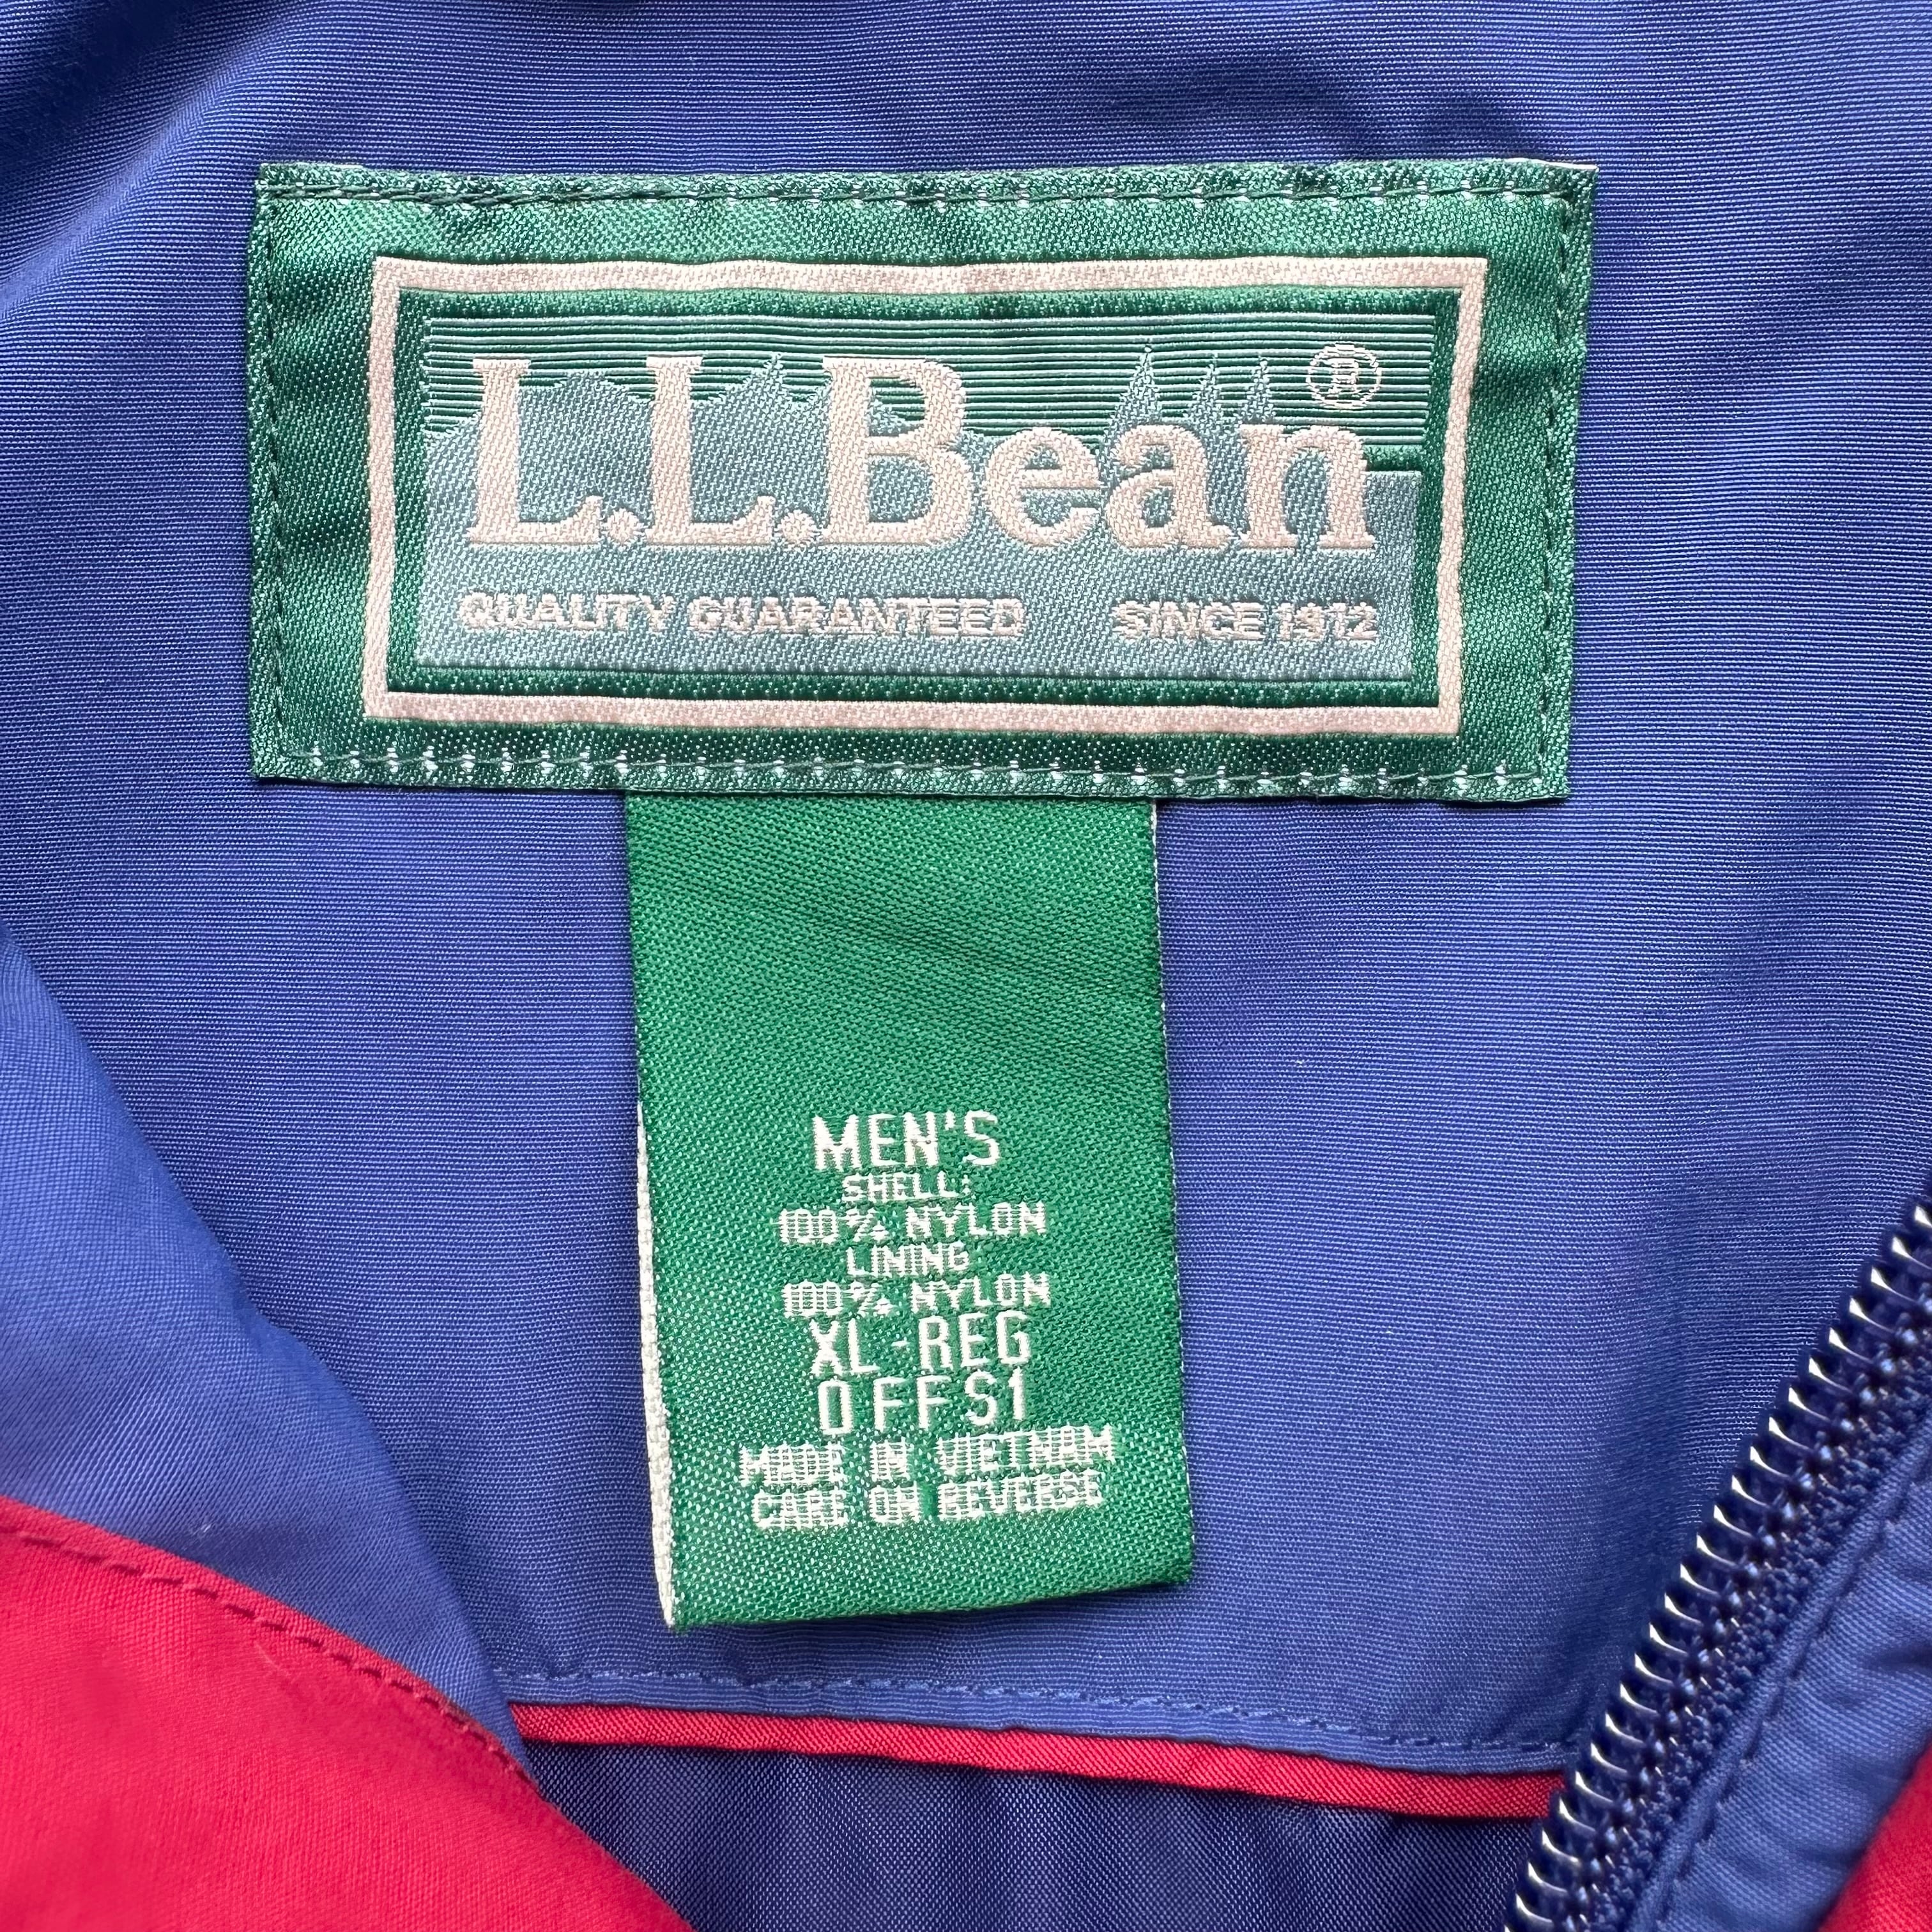 L.L.Bean®
QUALITY GUARANTEED SINCE 1912
MEN'S
SHELL:
100% NYLON
LINING
100% NYLON
XL-REG
0FFS1
MADE IN VIETNAM
CARE ON REVERSE